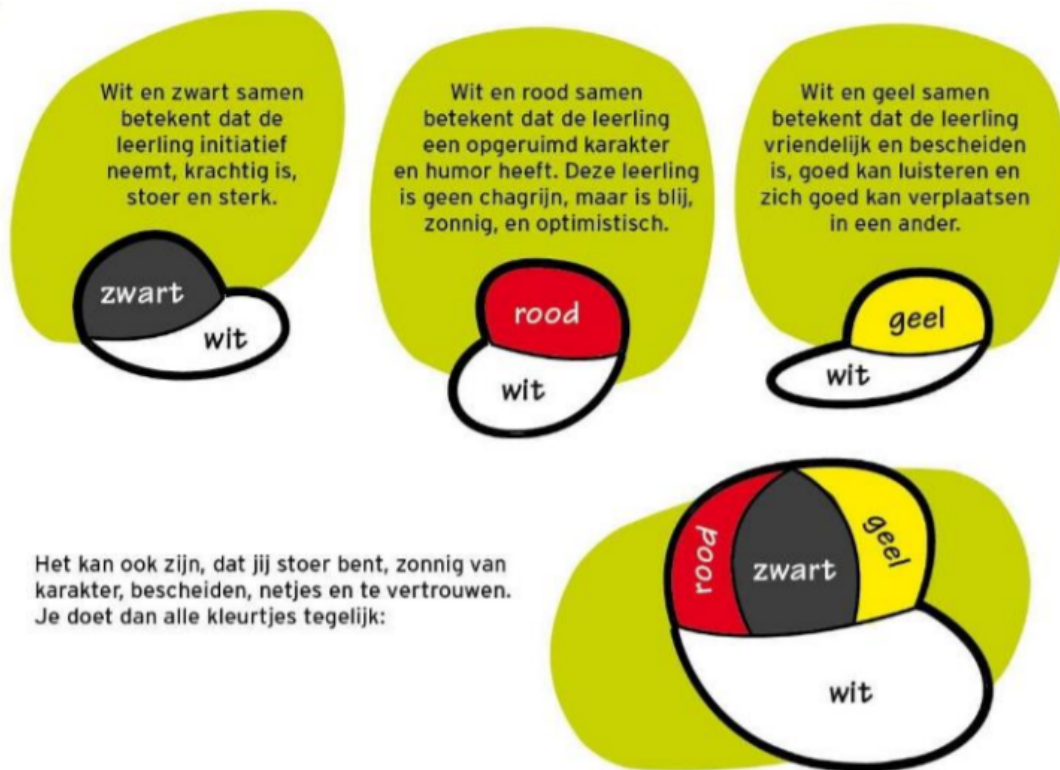 Wit en zwart samen
betekent dat de
leerling initiatief
neemt, krachtig is,
stoer en sterk.
zwart
wit
Wit en rood samen
betekent dat de leerling
een opgeruimd karakter
en humor heeft. Deze leerling
is geen chagrijn, maar is blij,
zonnig, en optimistisch.
rood
wit
Wit en geel samen
betekent dat de leerling
vriendelijk en bescheiden
is, goed kan luisteren en
zich goed kan verplaatsen
in een ander.
geel
wit
Het kan ook zijn, dat jij stoer bent, zonnig van
karakter, bescheiden, netjes en te vertrouwen.
Je doet dan alle kleurtjes tegelijk:
rood
zwart
geel
wit